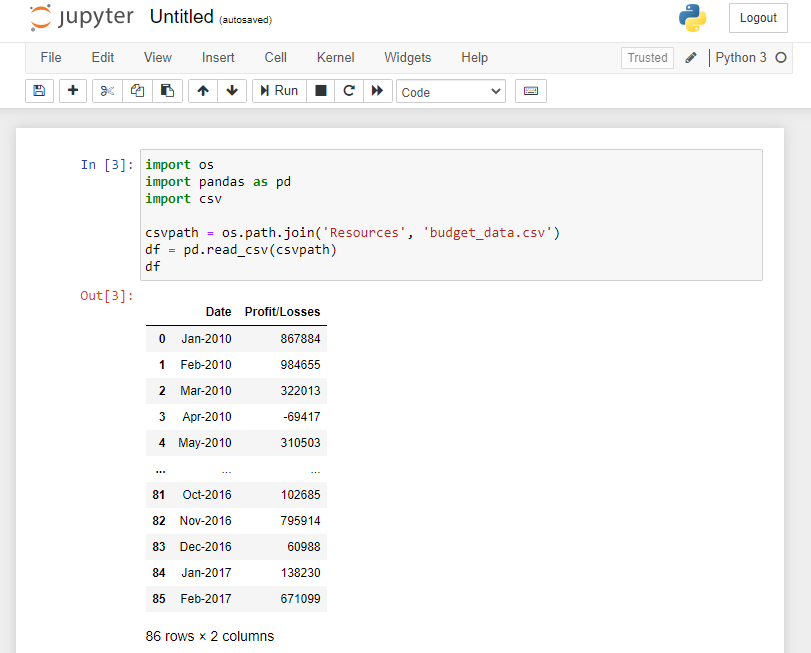 jupyter Untitled (autosaved) Logout
File Edit View Insert Cell Kernel Widgets Help Trusted Python 3
Run Code
In [3]: import os
import pandas as pd
import csv
csvpath = os.path.join('Resources', 'budget_data.csv')
df = pd.read_csv(csvpath)
df
Out[3]:
Date Profit/Losses
0 Jan-2010 867884
1 Feb-2010 984655
2 Mar-2010 322013
3 Apr-2010 -69417
4 May-2010 310503
... ... ...
81 Oct-2016 102685
82 Nov-2016 795914
83 Dec-2016 60988
84 Jan-2017 138230
85 Feb-2017 671099
86 rows × 2 columns